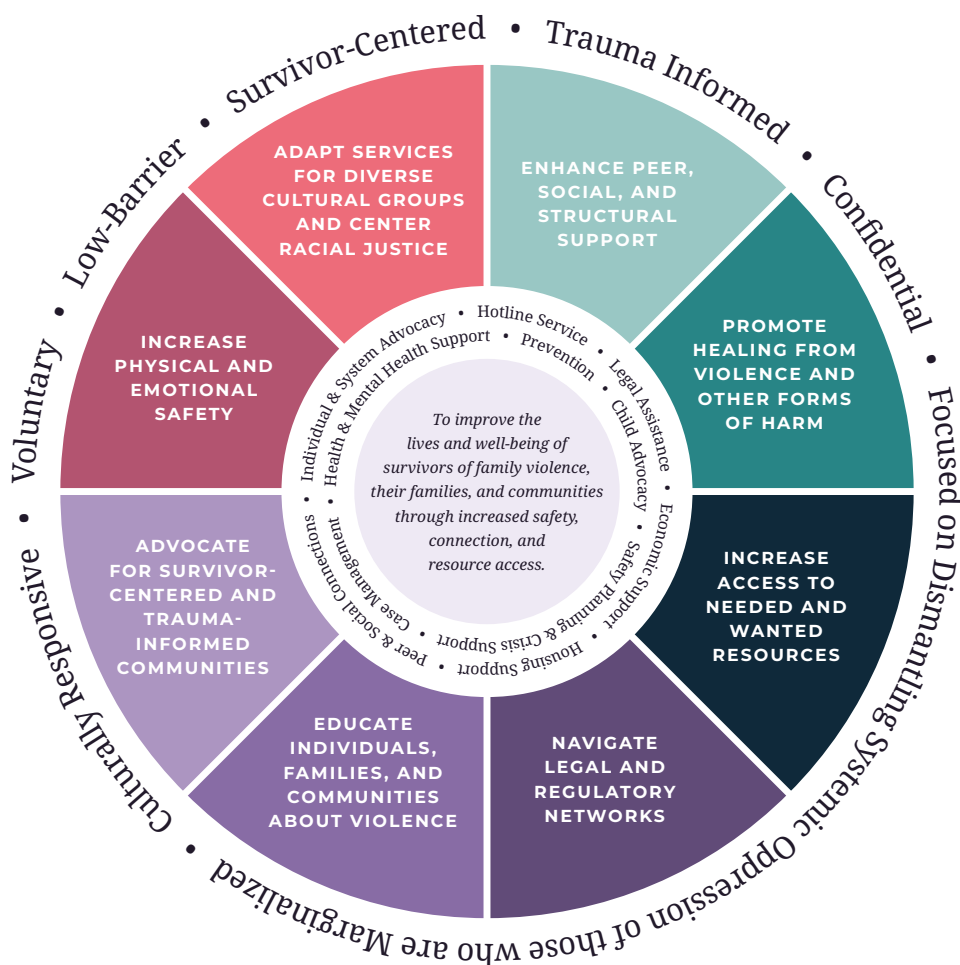 Survivor-Centered • Trauma Informed • Confidential • Focused on Dismantling Systemic Oppression of those who are Marginalized • Culturally Responsive • Voluntary • Low-Barrier •
ENHANCE PEER,
SOCIAL, AND
STRUCTURAL
SUPPORT
PROMOTE
HEALING FROM
VIOLENCE AND
OTHER FORMS
OF HARM
INCREASE
ACCESS TO
NEEDED AND
WANTED
RESOURCES
NAVIGATE
LEGAL AND
REGULATORY
NETWORKS
EDUCATE
INDIVIDUALS,
FAMILIES, AND
COMMUNITIES
ABOUT VIOLENCE
ADVOCATE
FOR SURVIVOR-
CENTERED AND
TRAUMA-
INFORMED
COMMUNITIES
INCREASE
PHYSICAL AND
EMOTIONAL
SAFETY
ADAPT SERVICES
FOR DIVERSE
CULTURAL GROUPS
AND CENTER
RACIAL JUSTICE
Individual & System Advocacy • Hotline Service • Legal Assistance • Economic Support • Housing Support • Peer & Social Connections •
Health & Mental Health Support • Prevention • Child Advocacy • Safety Planning & Crisis Support • Case Management •
To improve the
lives and well-being of
survivors of family violence,
their families, and communities
through increased safety,
connection, and
resource access.